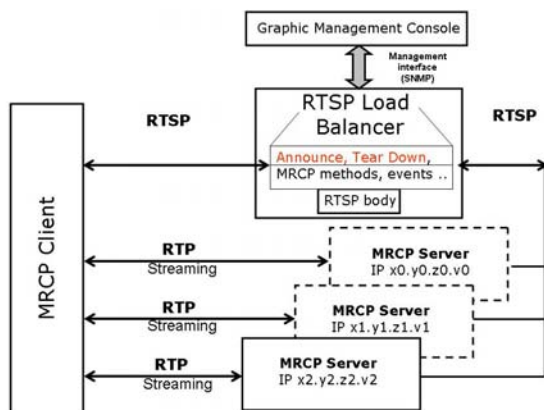 Graphic Management Console
Management
interface
(SNMP)
RTSP
RTSP Load
Balancer
RTSP
Announce, Tear Down,
MRCP methods, events ..
RTSP body
MRCP Client
RTP
Streaming
MRCP Server
IP x0.y0.z0.v0
RTP
Streaming
MRCP Server
IP x1.y1.z1.v1
RTP
Streaming
MRCP Server
IP x2.y2.z2.v2